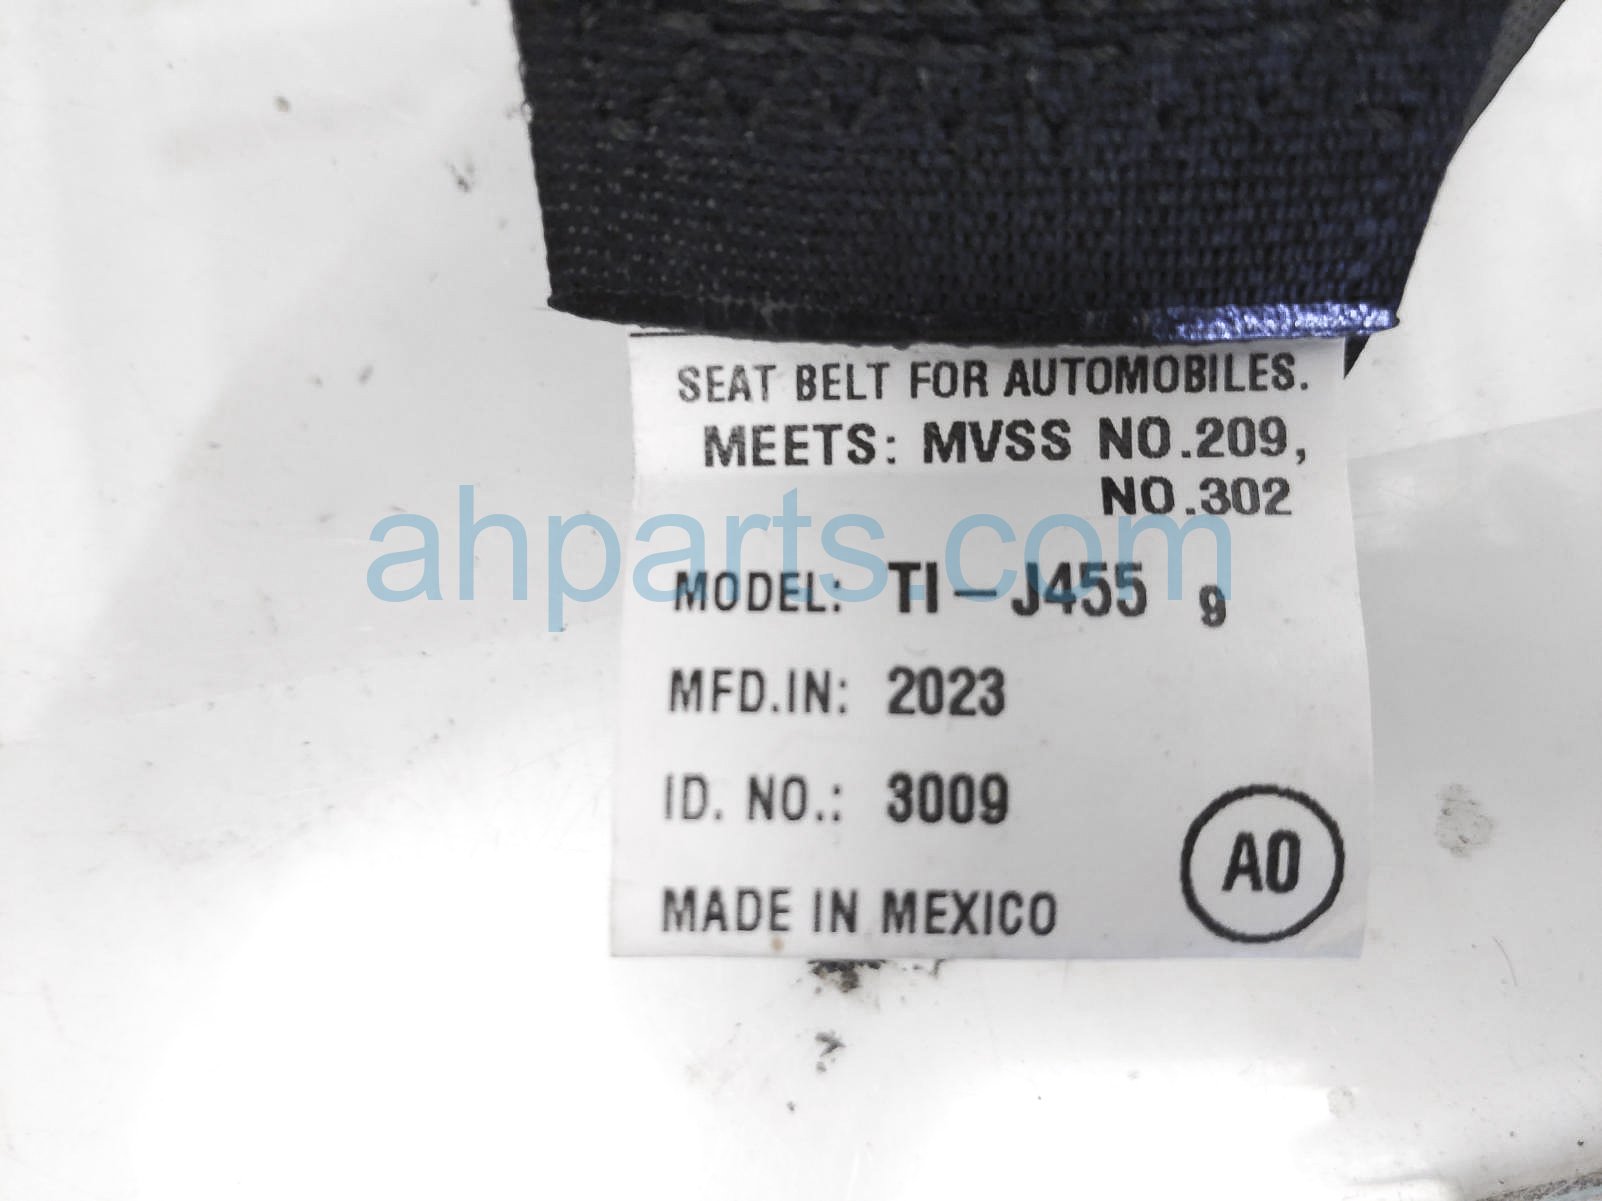 SEAT BELT FOR AUTOMOBILES.
MEETS: MVSS NO.209,
NO.302
ahparts.com
MODEL: TI-J455 g
MFD.IN: 2023
ID. NO.: 3009
A0
MADE IN MEXICO